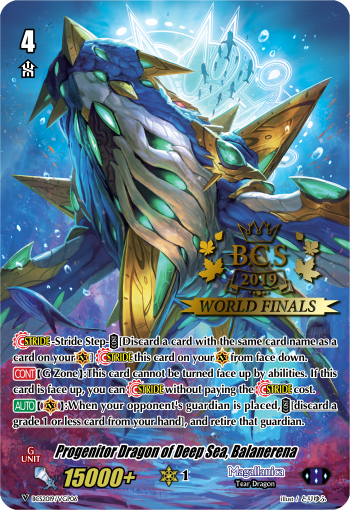 4
BCS
2019
WORLD FINALS
STRIDE-Stride Step-[Discard a card with the same card name as a
card on your ] STRIDE this card on your from face down.
CONT [G Zone]:This card cannot be turned face up by abilities. If this
card is face up, you can STRIDE without paying the STRIDE cost.
AUTO []:When your opponent's guardian is placed, [discard a
grade 1 or less card from your hand], and retire that guardian.
Progenitor Dragon of Deep Sea, Balanerena
G
UNIT
15000+
1
Magallanica
Tear Dragon
V BCS2019/VGP06